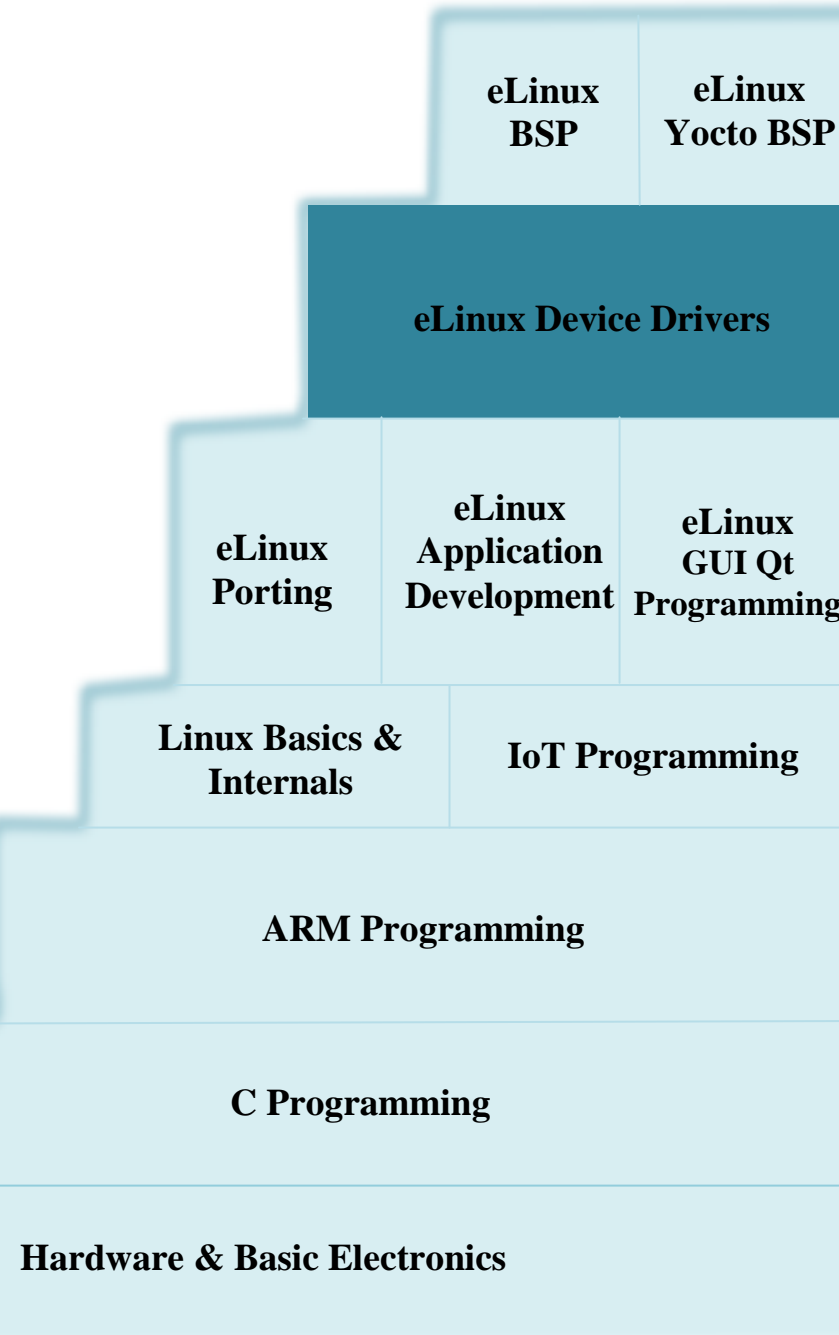 eLinux
BSP
eLinux
Yocto BSP
eLinux Device Drivers
eLinux
Porting
eLinux
Application
Development
eLinux
GUI Qt
Programming
Linux Basics &
Internals
IoT Programming
ARM Programming
C Programming
Hardware & Basic Electronics